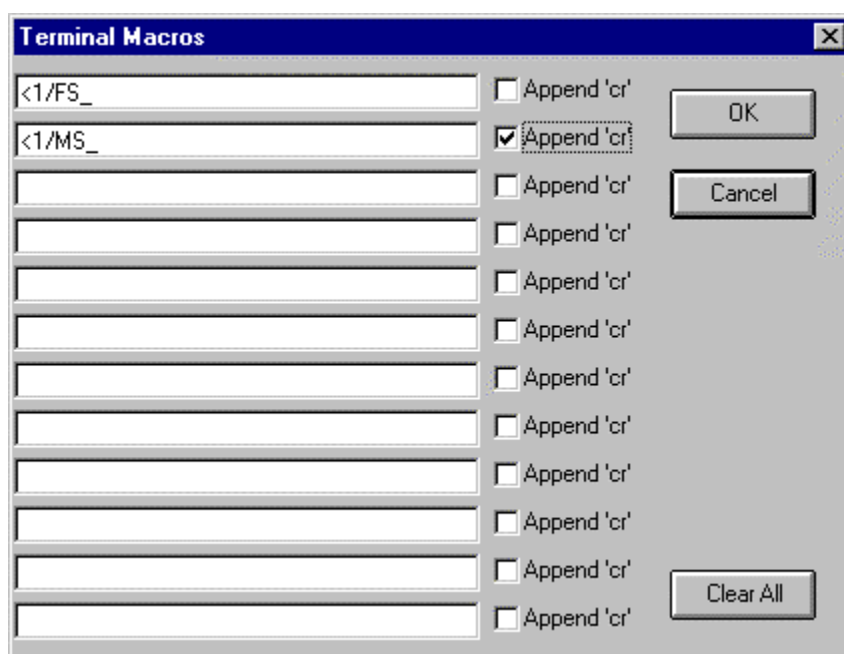 Terminal Macros
<1/FS_ Append 'cr'
OK
<1/MS_ Append 'cr'
Append 'cr'
Cancel
Append 'cr'
Append 'cr'
Append 'cr'
Append 'cr'
Append 'cr'
Append 'cr'
Append 'cr'
Append 'cr'
Clear All
Append 'cr'